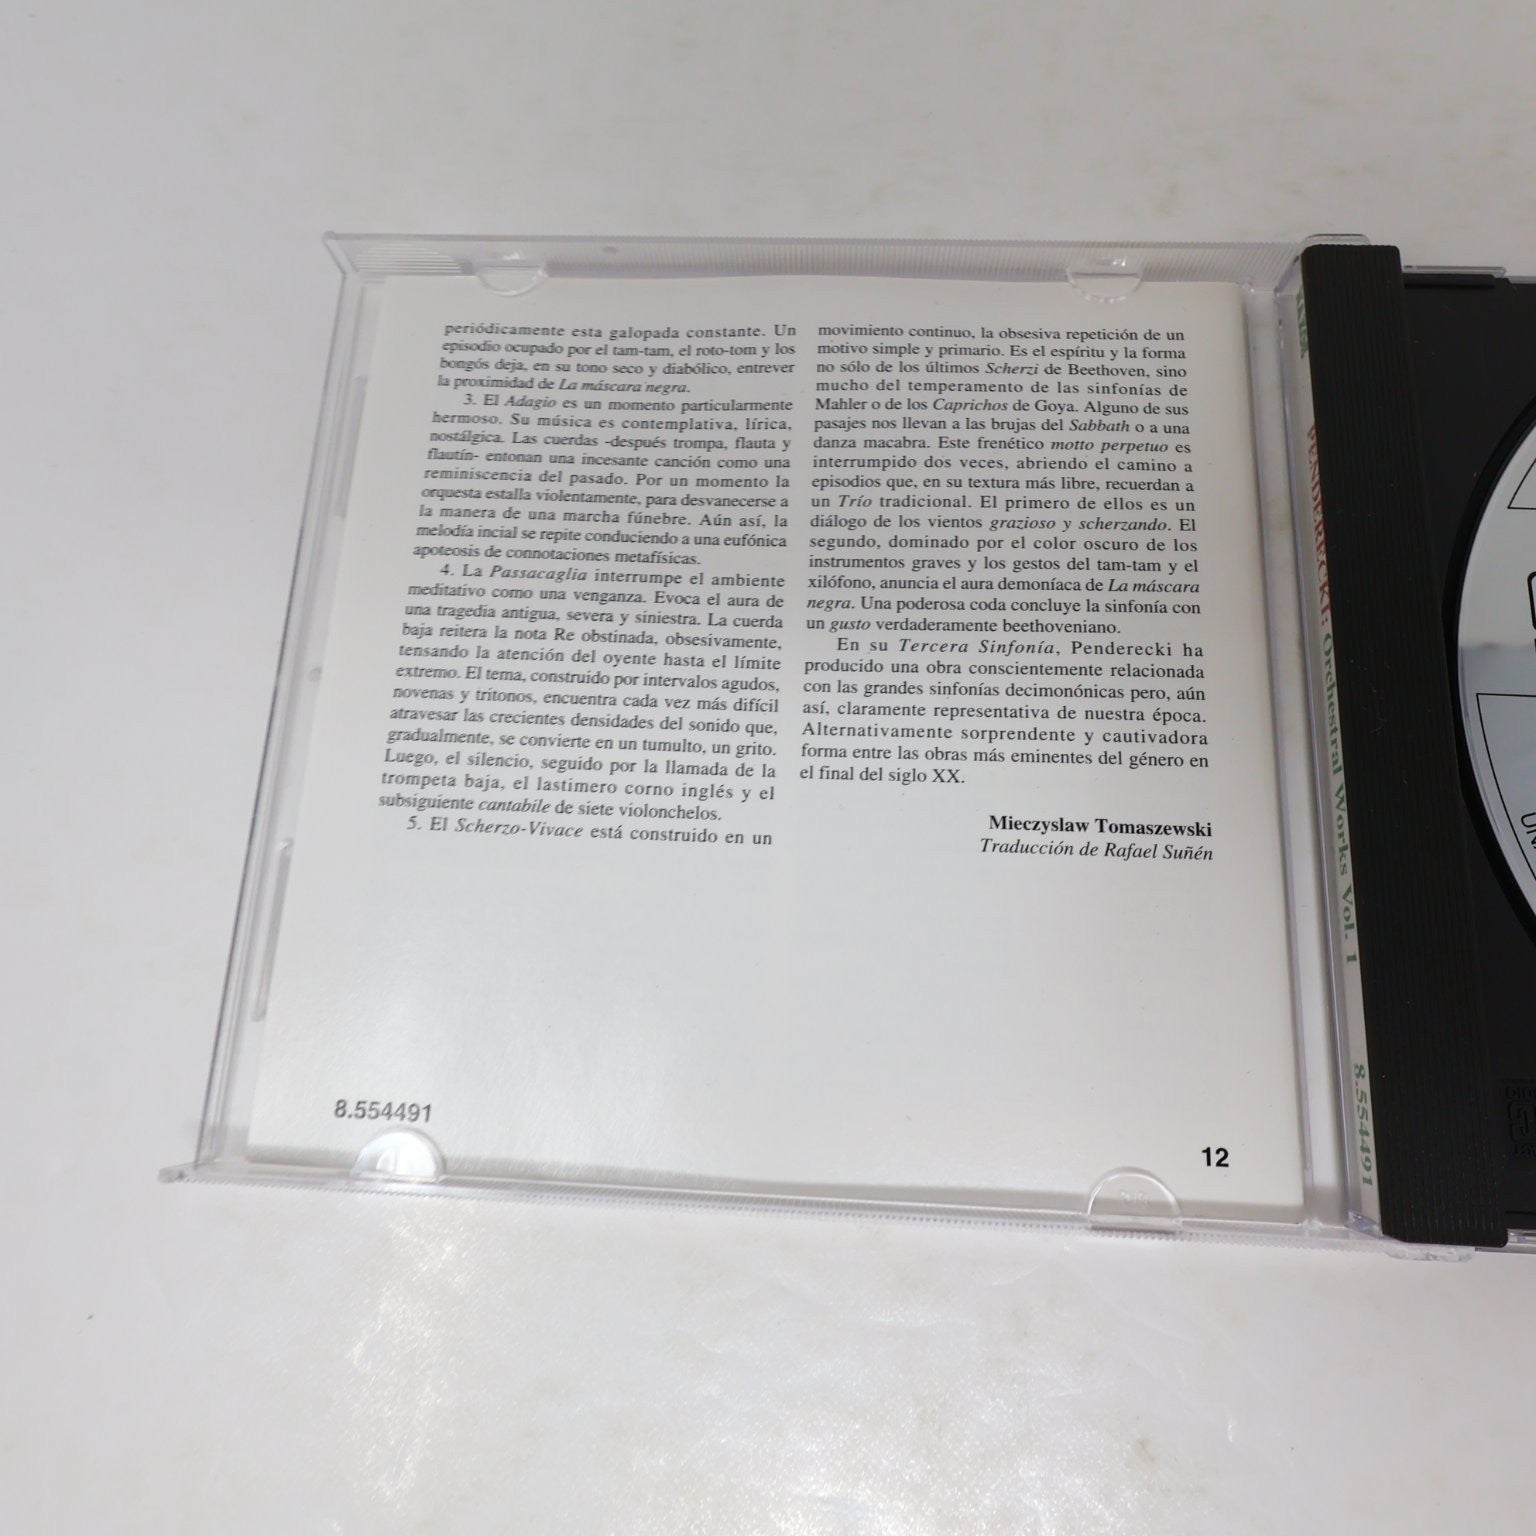 periódicamente esta galopada constante. Un
episodio ocupado por el tam-tam, el roto-tom y los
bongós deja, en su tono seco y diabólico, entrever
la proximidad de La máscara negra.
3. El Adagio es un momento particularmente
hermoso. Su música es contemplativa, lírica,
nostálgica. Las cuerdas -después trompa, flauta y
flautín- entonan una incesante canción como una
reminiscencia del pasado. Por un momento la
orquesta estalla violentamente, para desvanecerse a
la manera de una marcha fúnebre. Aún así, la
melodía incial se repite conduciendo a una eufónica
apoteosis de connotaciones metafísicas.
4. La Passacaglia interrumpe el ambiente
meditativo como una venganza. Evoca el aura de
una tragedia antigua, severa y siniestra. La cuerda
baja reitera la nota Re obstinada, obsesivamente,
tensando la atención del oyente hasta el límite
extremo. El tema, construido por intervalos agudos,
novenas y tritonos, encuentra cada vez más difícil
atravesar las crecientes densidades del sonido que,
gradualmente, se convierte en un tumulto, un grito.
Luego, el silencio, seguido por la llamada de la
trompeta baja, el lastimero corno inglés y el
subsiguiente cantabile de siete violonchelos.
5. El Scherzo-Vivace está construido en un
movimiento continuo, la obsesiva repetición de un
motivo simple y primario. Es el espíritu y la forma
no sólo de los últimos Scherzi de Beethoven, sino
mucho del temperamento de las sinfonías de
Mahler o de los Caprichos de Goya. Alguno de sus
pasajes nos llevan a las brujas del Sabbath o a una
danza macabra. Este frenético motto perpetuo es
interrumpido dos veces, abriendo el camino a
episodios que, en su textura más libre, recuerdan a
un Trío tradicional. El primero de ellos es un
diálogo de los vientos grazioso y scherzando. El
segundo, dominado por el color oscuro de los
instrumentos graves y los gestos del tam-tam y el
xilófono, anuncia el aura demoníaca de La máscara
negra. Una poderosa coda concluye la sinfonía con
un gusto verdaderamente beethoveniano.
En su Tercera Sinfonía, Penderecki ha
producido una obra conscientemente relacionada
con las grandes sinfonías decimonónicas pero, aún
así, claramente representativa de nuestra época.
Alternativamente sorprendente y cautivadora
forma entre las obras más eminentes del género en
el final del siglo XX.
Mieczyslaw Tomaszewski
Traducción de Rafael Suñén
8.554491
12
PENDERECKI: Orchestral Works Vol. 1
8.554491